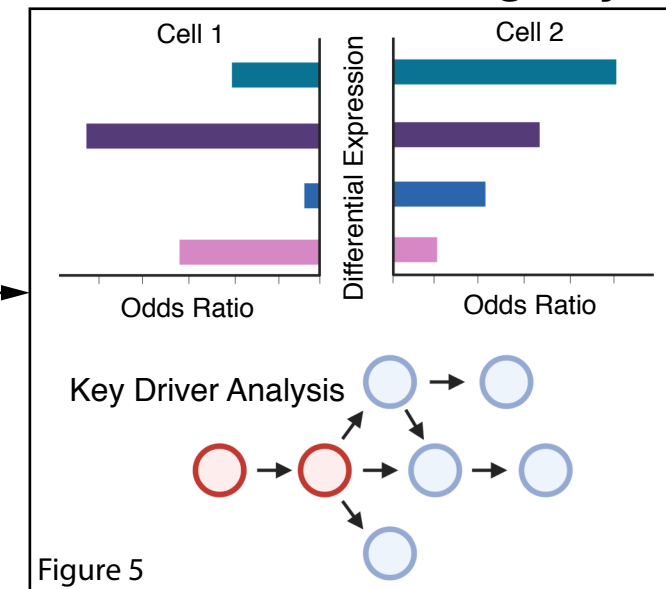 Cell 1
Cell 2
Differential Expression
Odds Ratio
Odds Ratio
Key Driver Analysis
Figure 5